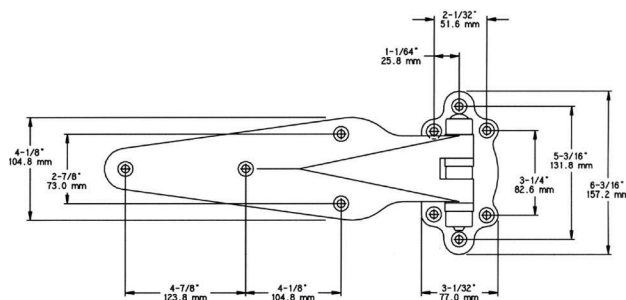 2-1/32"
51.6 mm
1-1/64"
25.8 mm
4-1/8"
104.8 mm
2-7/8"
73.0 mm
5-3/16"
131.8 mm
3-1/4"
82.6 mm
6-3/16"
157.2 mm
4-7/8"
123.8 mm
4-1/8"
104.8 mm
3-1/32"
77.0 mm